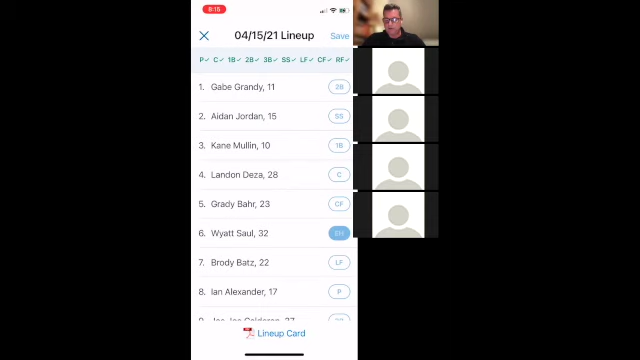 8:15
04/15/21 Lineup
Save
P✓ C✓ 1B✓ 2B✓ 3B✓ SS✓ LF✓ CF✓ RF✓
1. Gabe Grandy, 11 2B
2. Aidan Jordan, 15 SS
3. Kane Mullin, 10 1B
4. Landon Deza, 28 C
5. Grady Bahr, 23 CF
6. Wyatt Saul, 32 EH
7. Brody Batz, 22 LF
8. Ian Alexander, 17 P
Lineup Card